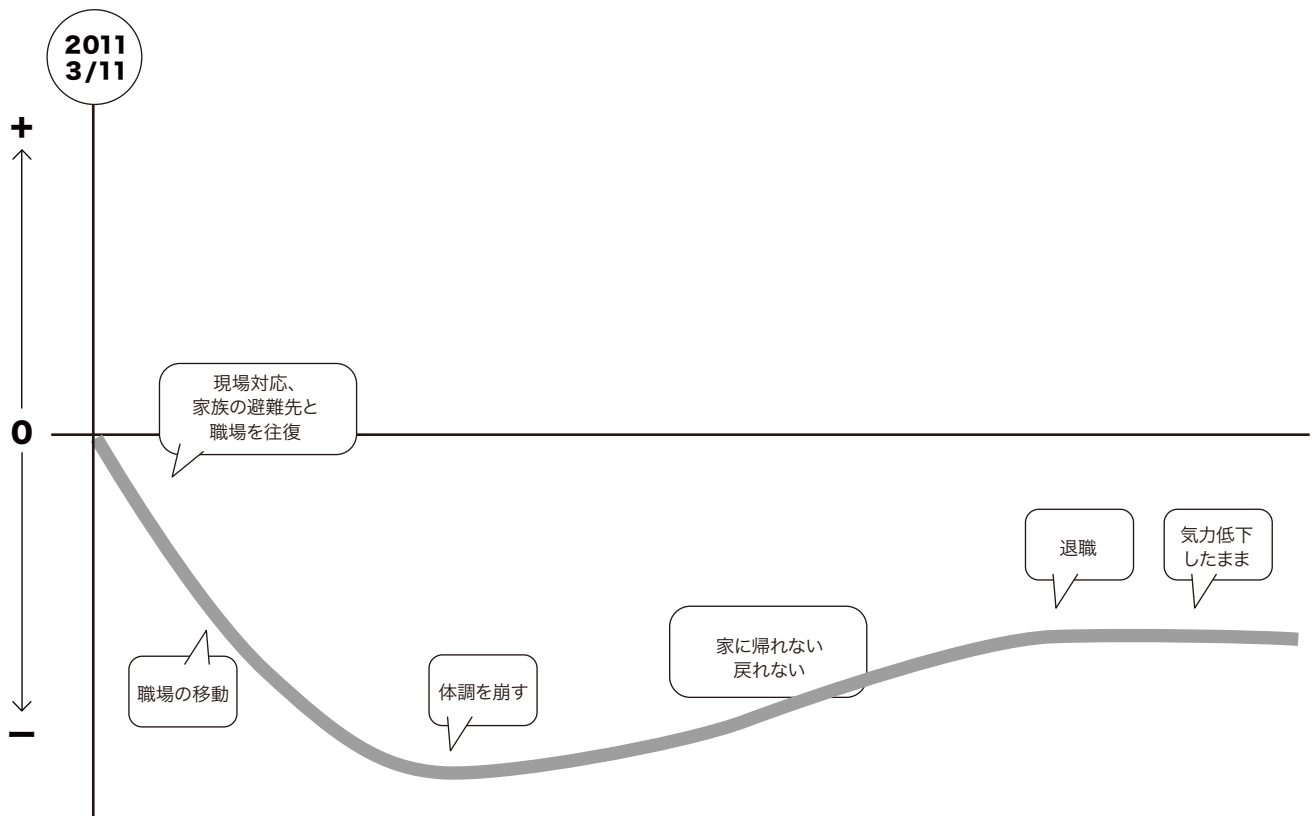 2011
3/11
+
現場対応、
家族の避難先と
職場を往復
0
退職
気力低下
したまま
家に帰れない
戻れない
職場の移動
体調を崩す
−